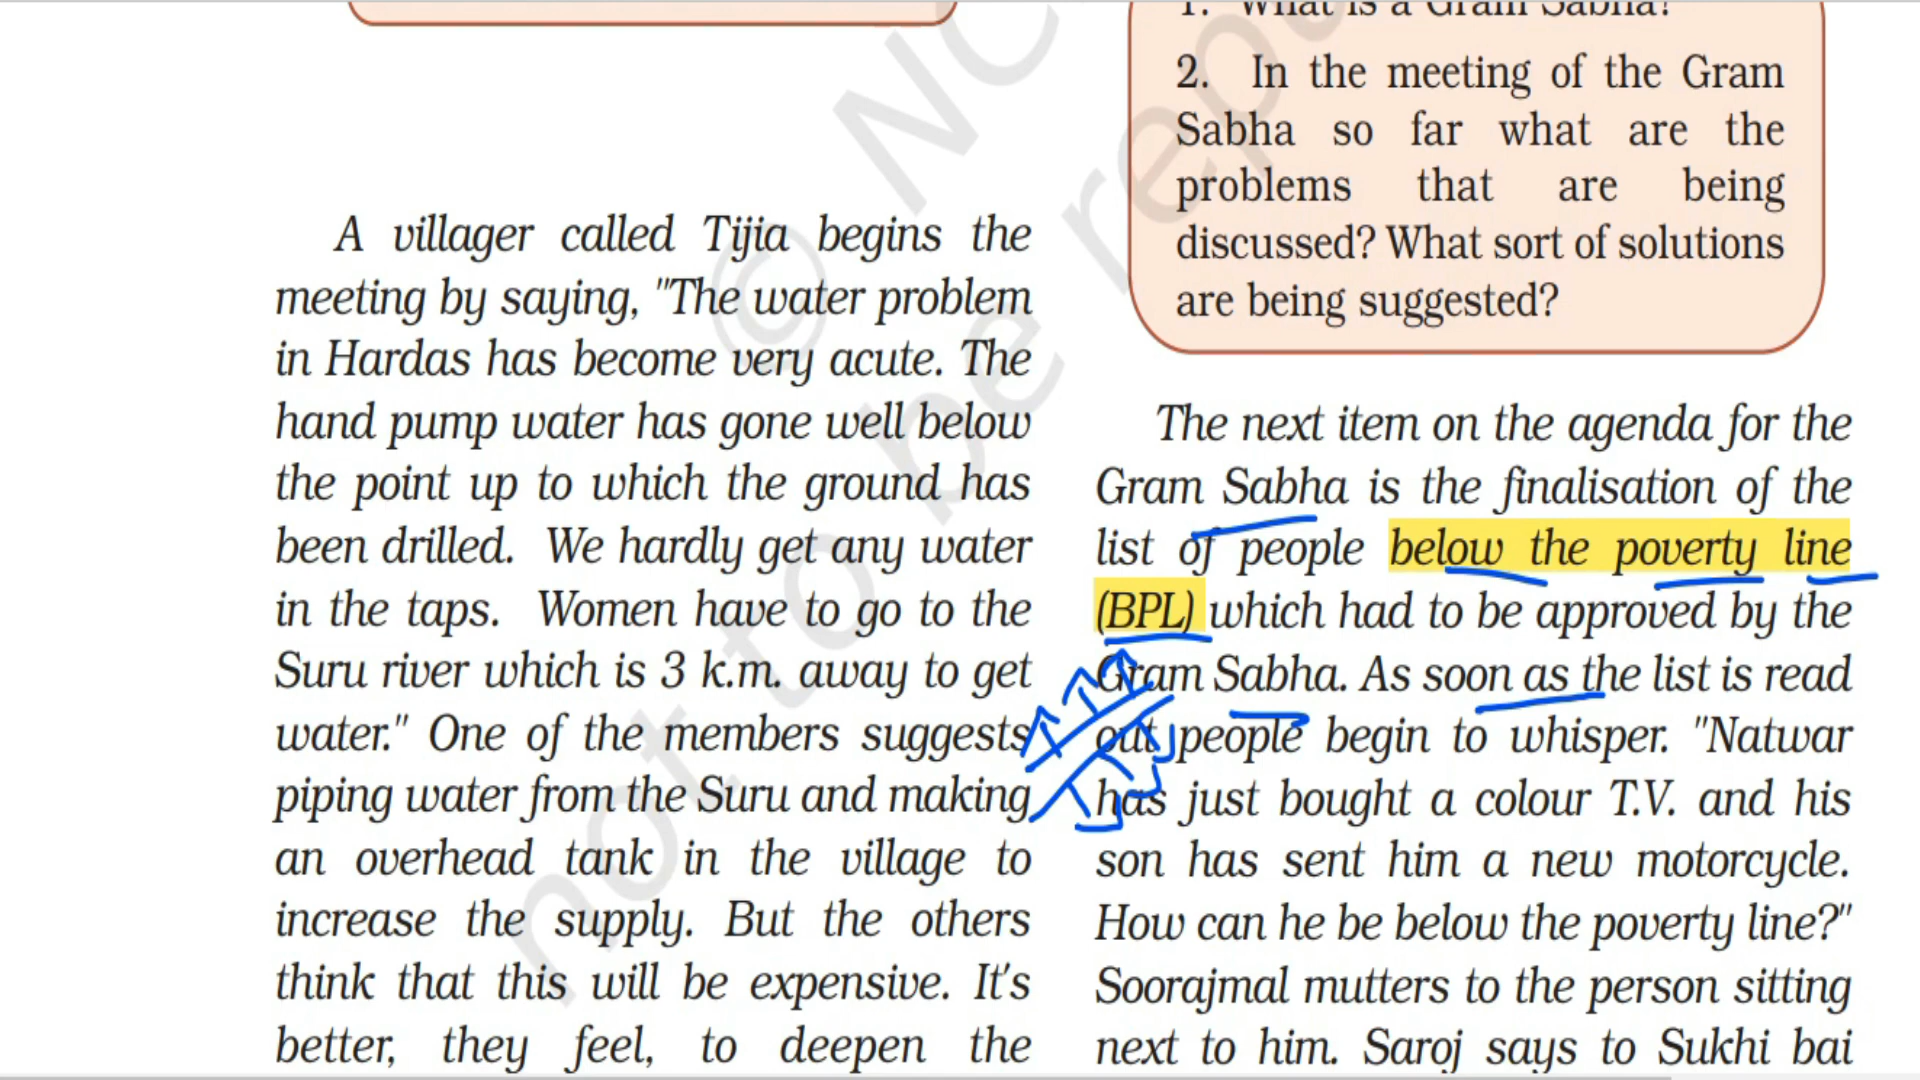 1. What is a Gram Sabha?
2. In the meeting of the Gram
Sabha so far what are the
problems that are being
discussed? What sort of solutions
are being suggested?
A villager called Tijia begins the
meeting by saying, "The water problem
in Hardas has become very acute. The
hand pump water has gone well below
the point up to which the ground has
been drilled. We hardly get any water
in the taps. Women have to go to the
Suru river which is 3 k.m. away to get
water." One of the members suggests
piping water from the Suru and making
an overhead tank in the village to
increase the supply. But the others
think that this will be expensive. It's
better, they feel, to deepen the
The next item on the agenda for the
Gram Sabha is the finalisation of the
list of people below the poverty line
(BPL) which had to be approved by the
Gram Sabha. As soon as the list is read
out people begin to whisper. "Natwar
has just bought a colour T.V. and his
son has sent him a new motorcycle.
How can he be below the poverty line?"
Soorajmal mutters to the person sitting
next to him. Saroj says to Sukhi bai
© NC
not to be repu